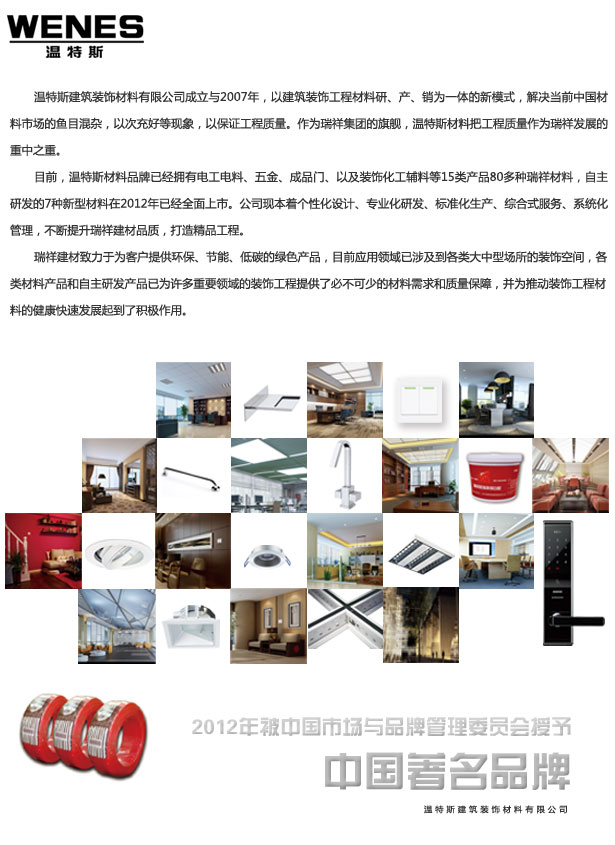 WENES
温特斯
温特斯建筑装饰材料有限公司成立与2007年，以建筑装饰工程材料研、产、销为一体的新模式，解决当前中国材
料市场的鱼目混杂，以次充好等现象，以保证工程质量。作为瑞祥集团的旗舰，温特斯材料把工程质量作为瑞祥发展的
重中之重。
目前，温特斯材料品牌已经拥有电工电料、五金、成品门、以及装饰化工辅料等15类产品80多种瑞祥材料，自主
研发的7种新型材料在2012年已经全面上市。公司现本着个性化设计、专业化研发、标准化生产、综合式服务、系统化
管理，不断提升瑞祥建材品质，打造精品工程。
瑞祥建材致力于为客户提供环保、节能、低碳的绿色产品，目前应用领域已涉及到各类大中型场所的装饰空间，各
类材料产品和自主研发产品已为许多重要领域的装饰工程提供了必不可少的材料需求和质量保障，并为推动装饰工程材
料的健康快速发展起到了积极作用。
2012年被中国市场与品牌管理委员会授予
中国著名品牌
温特斯建筑装饰材料有限公司